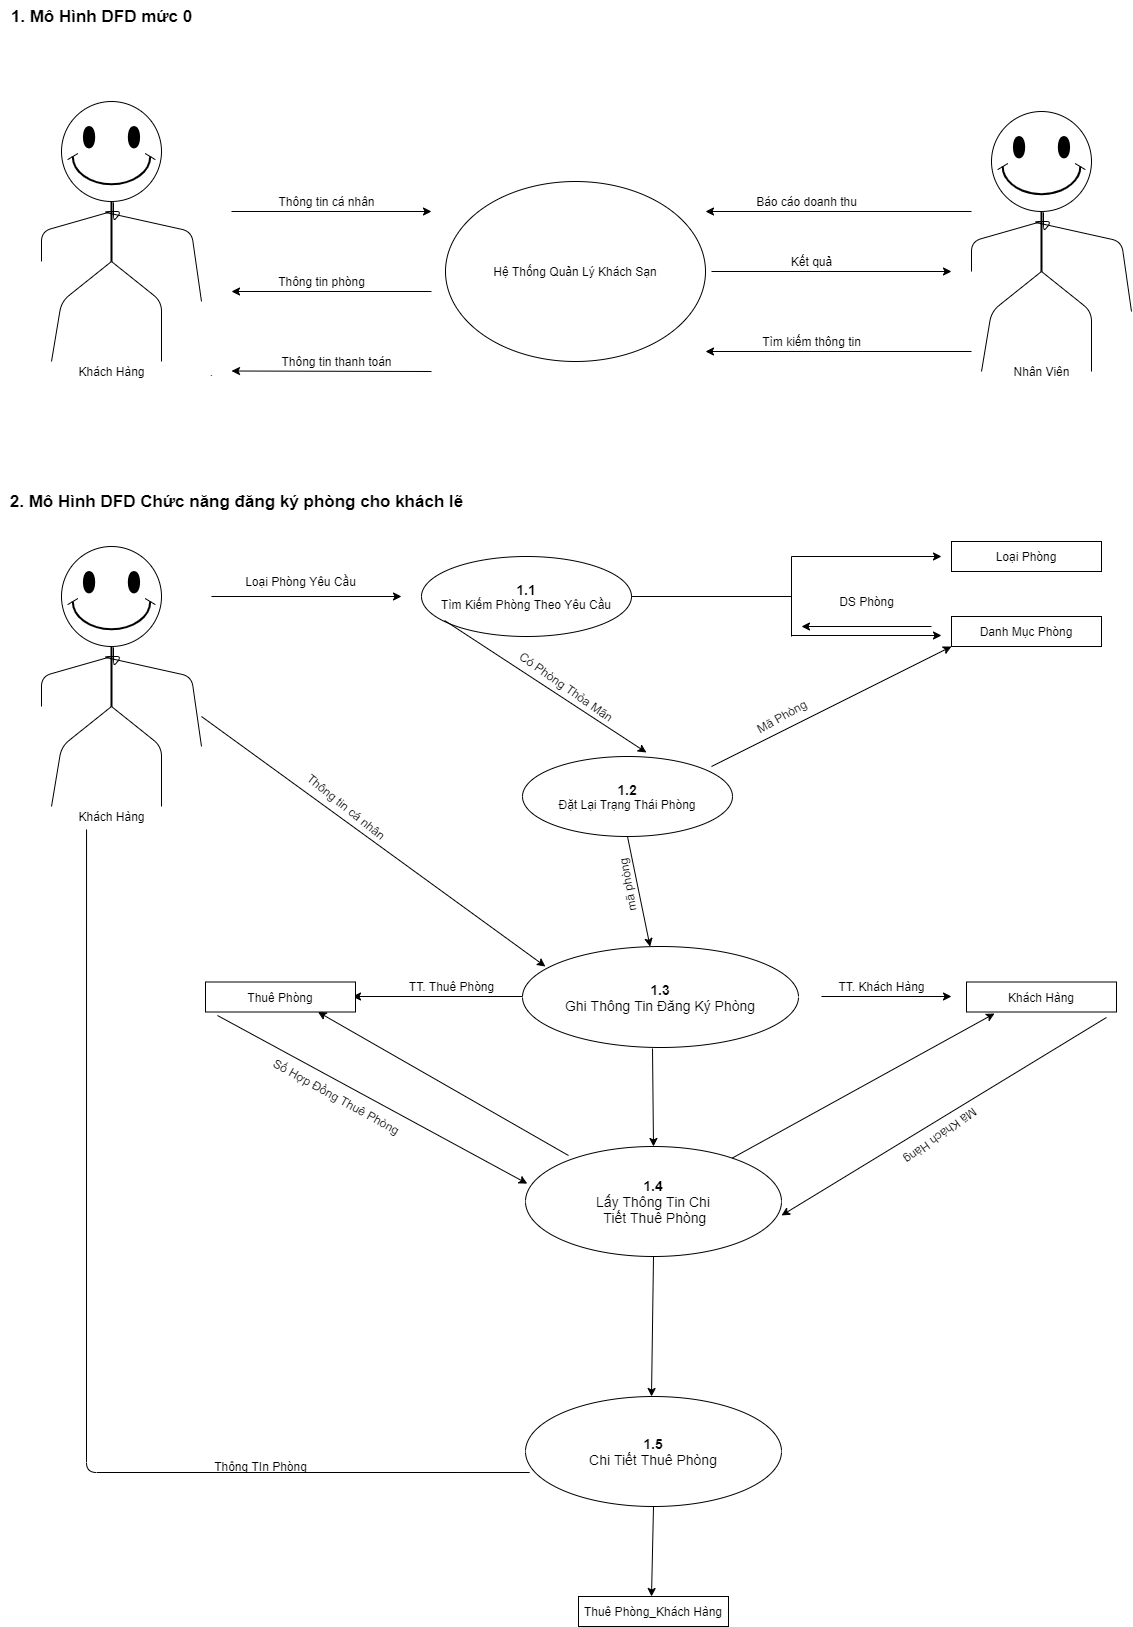 1. Mô Hình DFD mức 0
Thông tin cá nhân
Báo cáo doanh thu
Hệ Thống Quản Lý Khách Sạn
Kết quả
Thông tin phòng
Tìm kiếm thông tin
Thông tin thanh toán
Khách Hàng
.
Nhân Viên
2. Mô Hình DFD Chức năng đăng ký phòng cho khách lẽ
Loại Phòng
Loại Phòng Yêu Cầu
1.1
Tìm Kiếm Phòng Theo Yêu Cầu
DS Phòng
Danh Mục Phòng
Có Phòng Thỏa Mãn
Mã Phòng
1.2
Đặt Lại Trạng Thái Phòng
Khách Hàng
Thông tin cá nhân
mã phòng
TT. Thuê Phòng
TT. Khách Hàng
Thuê Phòng
1.3
Ghi Thông Tin Đăng Ký Phòng
Khách Hàng
Số Hợp Đồng Thuê Phòng
Mã Khách Hàng
1.4
Lấy Thông Tin Chi
Tiết Thuê Phòng
1.5
Chi Tiết Thuê Phòng
Thông TIn Phòng
Thuê Phòng_Khách Hàng